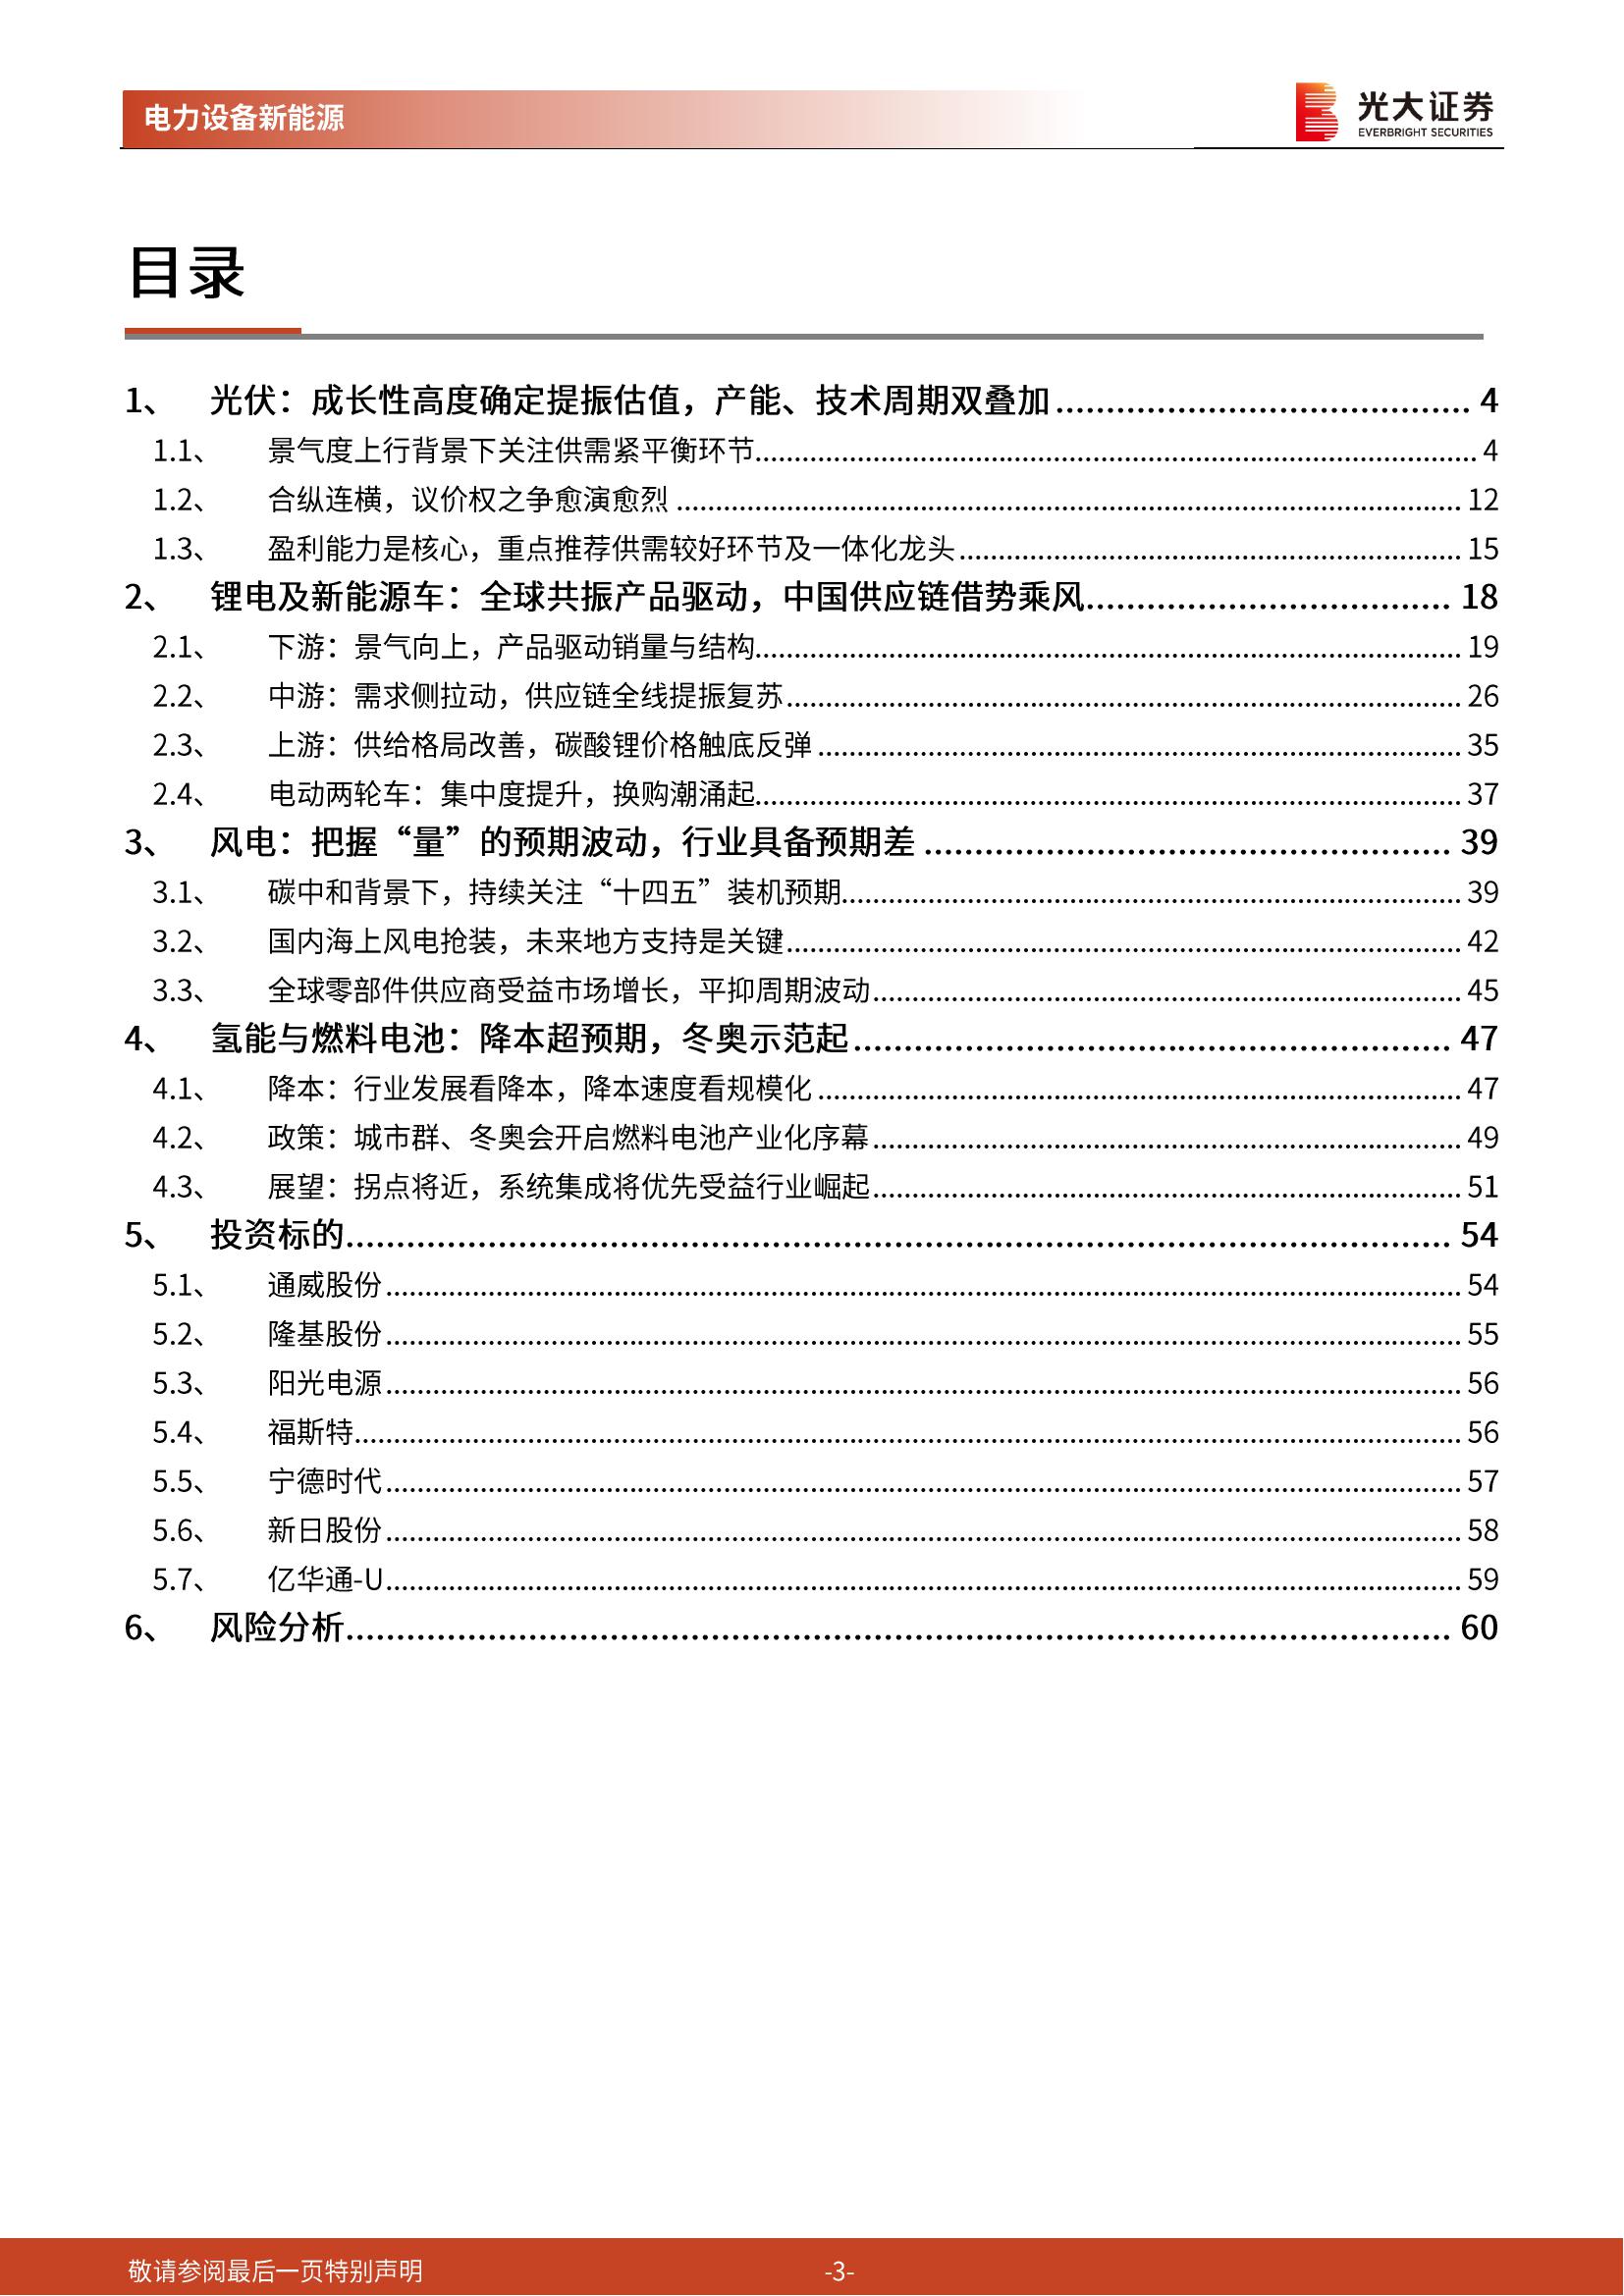 电力设备新能源
光大证券
EVERBRIGHT SECURITIES
目录
1、 光伏：成长性高度确定提振估值，产能、技术周期双叠加 4
1.1、 景气度上行背景下关注供需紧平衡环节 4
1.2、 合纵连横，议价权之争愈演愈烈 12
1.3、 盈利能力是核心，重点推荐供需较好环节及一体化龙头 15
2、 锂电及新能源车：全球共振产品驱动，中国供应链借势乘风 18
2.1、 下游：景气向上，产品驱动销量与结构 19
2.2、 中游：需求侧拉动，供应链全线提振复苏 26
2.3、 上游：供给格局改善，碳酸锂价格触底反弹 35
2.4、 电动两轮车：集中度提升，换购潮涌起 37
3、 风电：把握“量”的预期波动，行业具备预期差 39
3.1、 碳中和背景下，持续关注“十四五”装机预期 39
3.2、 国内海上风电抢装，未来地方支持是关键 42
3.3、 全球零部件供应商受益市场增长，平抑周期波动 45
4、 氢能与燃料电池：降本超预期，冬奥示范起 47
4.1、 降本：行业发展看降本，降本速度看规模化 47
4.2、 政策：城市群、冬奥会开启燃料电池产业化序幕 49
4.3、 展望：拐点将近，系统集成将优先受益行业崛起 51
5、 投资标的 54
5.1、 通威股份 54
5.2、 隆基股份 55
5.3、 阳光电源 56
5.4、 福斯特 56
5.5、 宁德时代 57
5.6、 新日股份 58
5.7、 亿华通-U 59
6、 风险分析 60
敬请参阅最后一页特别声明 -3-